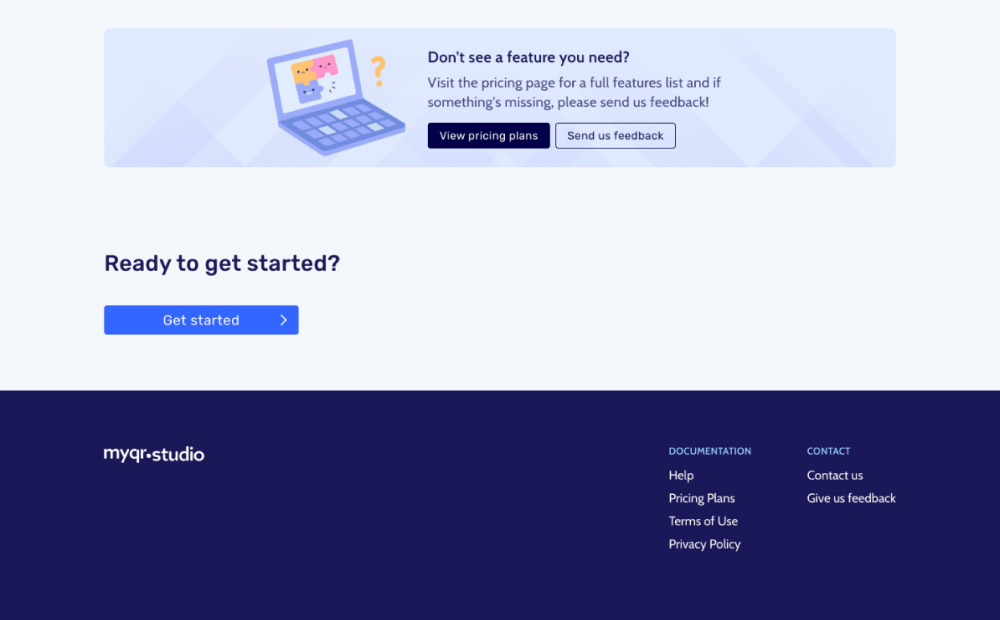 Don't see a feature you need?
Visit the pricing page for a full features list and if
something's missing, please send us feedback!
View pricing plans
Send us feedback
Ready to get started?
Get started
myqr.studio
DOCUMENTATION
Help
Pricing Plans
Terms of Use
Privacy Policy
CONTACT
Contact us
Give us feedback